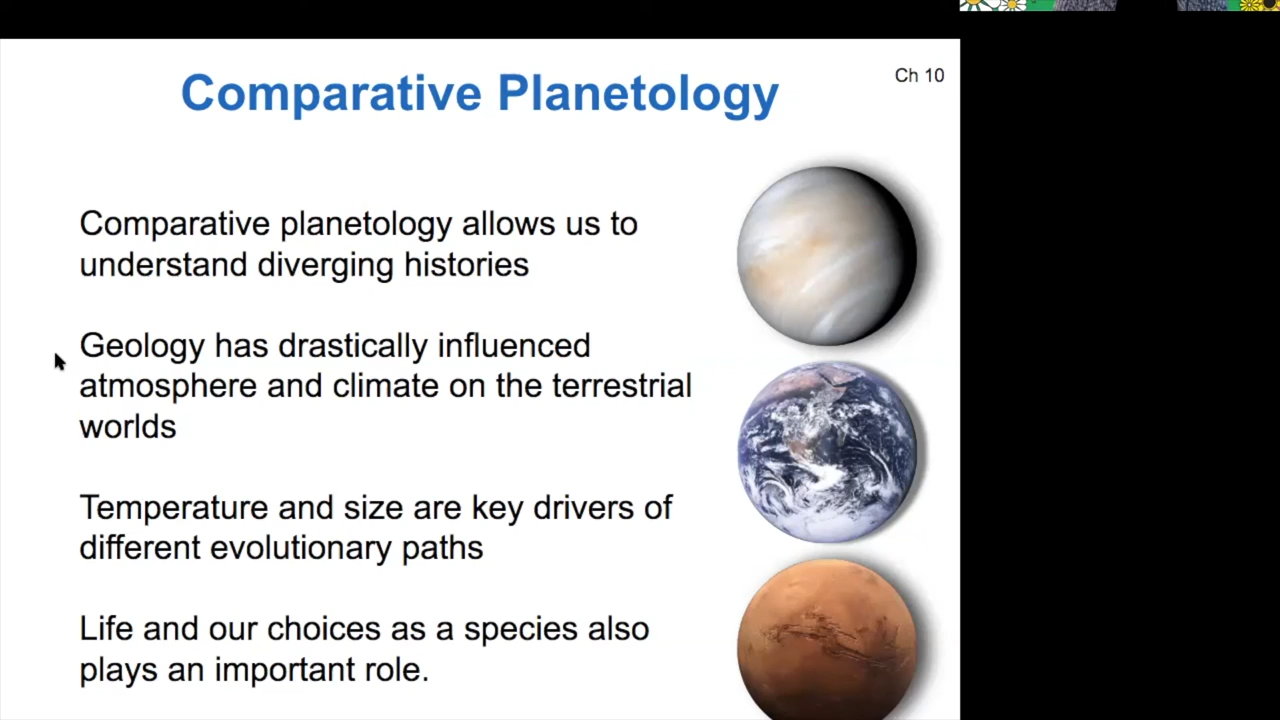 Ch 10
Comparative Planetology
Comparative planetology allows us to
understand diverging histories
Geology has drastically influenced
atmosphere and climate on the terrestrial
worlds
Temperature and size are key drivers of
different evolutionary paths
Life and our choices as a species also
plays an important role.